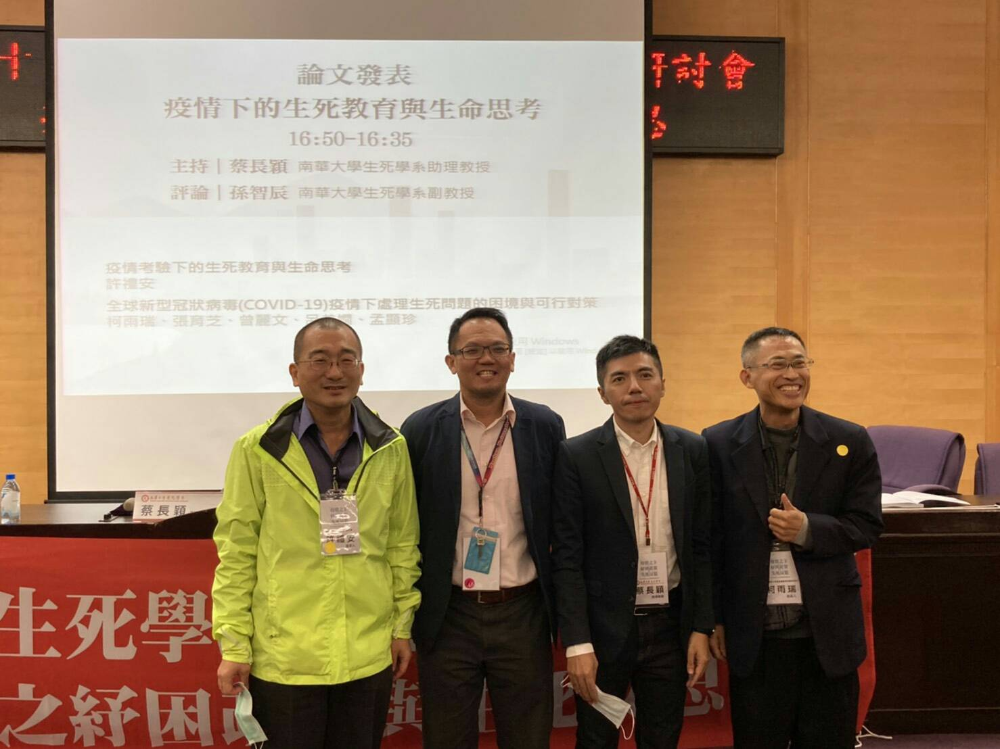 論文發表
疫情下的生死教育與生命思考
16:50-16:35
主持｜蔡長穎 南華大學生死學系助理教授
評論｜孫智辰 南華大學生死學系副教授
疫情考驗下的生死教育與生命思考
許禮安
全球新型冠狀病毒(COVID-19)疫情下處理生死問題的困境與可行對策
柯雨瑞、張育芝、曾麗文、孟顯珍
Windows
十
討會
蔡長穎
禮安
蔡長穎
柯雨瑞
生死學
之紓困